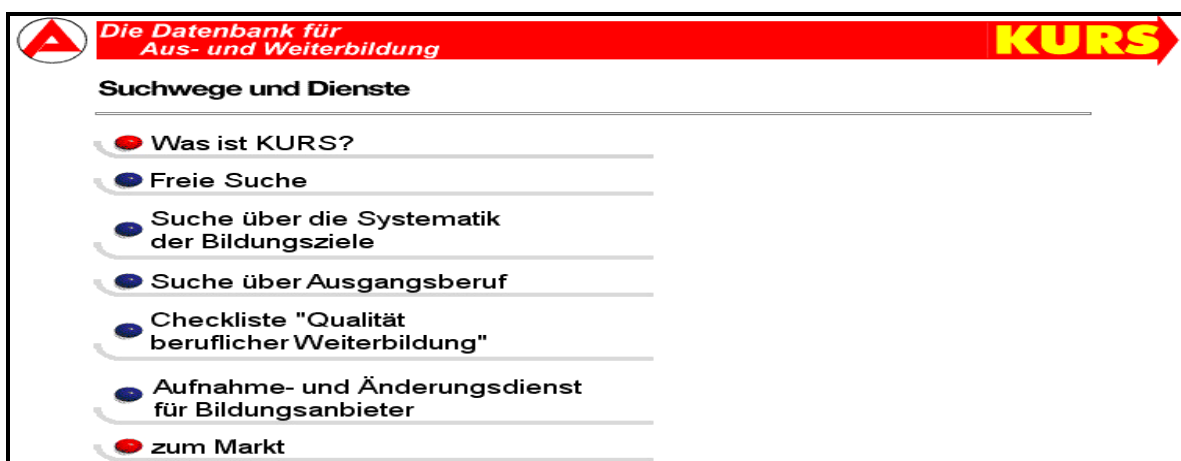 Die Datenbank für
Aus- und Weiterbildung
KURS
Suchwege und Dienste
Was ist KURS?
Freie Suche
Suche über die Systematik
der Bildungsziele
Suche über Ausgangsberuf
Checkliste "Qualität
beruflicher Weiterbildung"
Aufnahme- und Änderungsdienst
für Bildungsanbieter
zum Markt